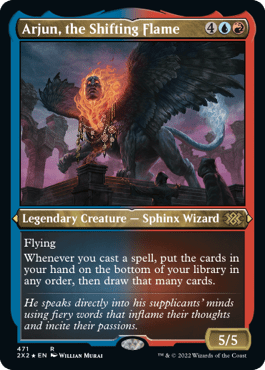 Arjun, the Shifting Flame 4
Legendary Creature — Sphinx Wizard
Flying
Whenever you cast a spell, put the cards in
your hand on the bottom of your library in
any order, then draw that many cards.
He speaks directly into his supplicants' minds
using fiery words that inflame their thoughts
and incite their passions.
5/5
471 R
2X2 ★ EN Willian Murai ™ & © 2022 Wizards of the Coast